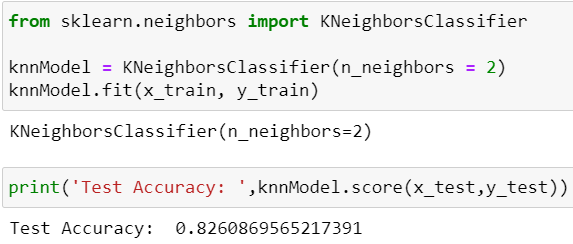 from sklearn.neighbors import KNeighborsClassifier
knnModel = KNeighborsClassifier(n_neighbors = 2)
knnModel.fit(x_train, y_train)
KNeighborsClassifier(n_neighbors=2)
print('Test Accuracy: ',knnModel.score(x_test,y_test))
Test Accuracy:  0.8260869565217391